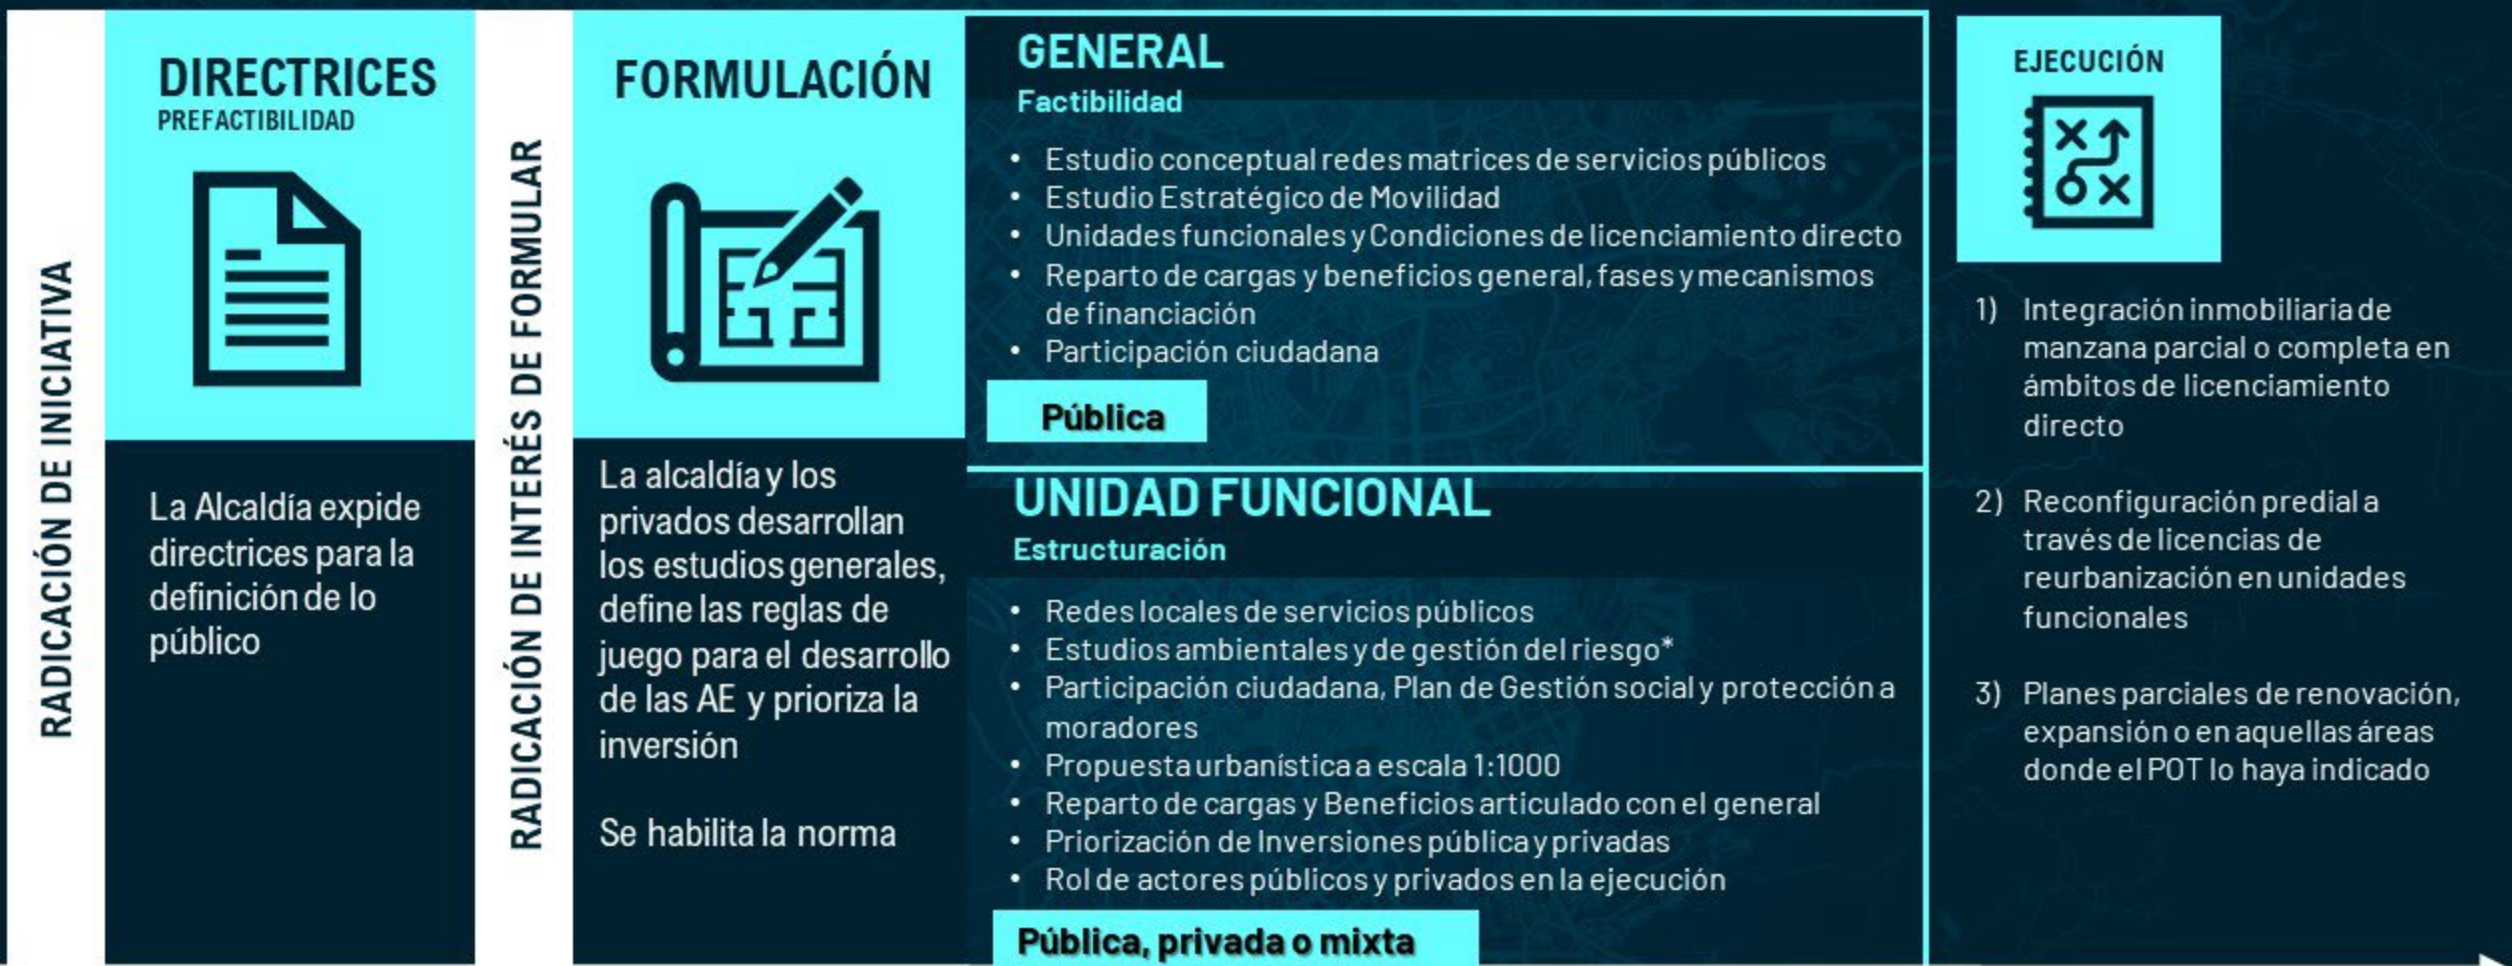 RADICACIÓN DE INICIATIVA
DIRECTRICES
PREFACTIBILIDAD
La Alcaldía expide
directrices para la
definición de lo
público
RADICACIÓN DE INTERÉS DE FORMULAR
FORMULACIÓN
La alcaldía y los
privados desarrollan
los estudios generales,
define las reglas de
juego para el desarrollo
de las AE y prioriza la
inversión
Se habilita la norma
GENERAL
Factibilidad
• Estudio conceptual redes matrices de servicios públicos
• Estudio Estratégico de Movilidad
• Unidades funcionales y Condiciones de licenciamiento directo
• Reparto de cargas y beneficios general, fases y mecanismos
de financiación
• Participación ciudadana
Pública
UNIDAD FUNCIONAL
Estructuración
• Redes locales de servicios públicos
• Estudios ambientales y de gestión del riesgo*
• Participación ciudadana, Plan de Gestión social y protección a
moradores
• Propuesta urbanística a escala 1:1000
• Reparto de cargas y Beneficios articulado con el general
• Priorización de Inversiones pública y privadas
• Rol de actores públicos y privados en la ejecución
Pública, privada o mixta
EJECUCIÓN
1) Integración inmobiliaria de
manzana parcial o completa en
ámbitos de licenciamiento
directo
2) Reconfiguración predial a
través de licencias de
reurbanización en unidades
funcionales
3) Planes parciales de renovación,
expansión o en aquellas áreas
donde el POT lo haya indicado